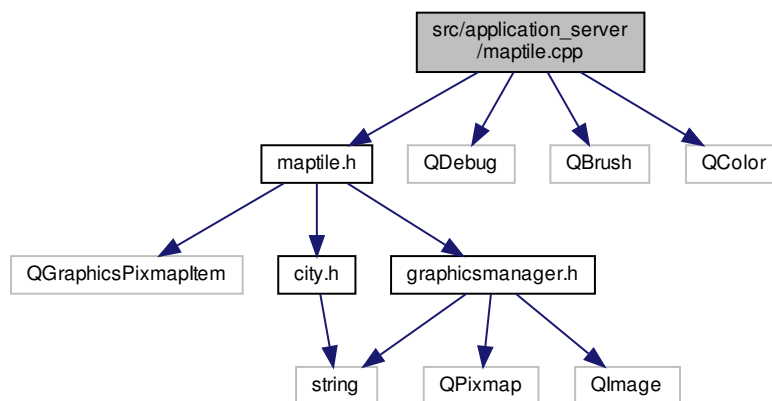 src/application_server
/maptile.cpp
maptile.h
QDebug
QBrush
QColor
QGraphicsPixmapItem
city.h
graphicsmanager.h
string
QPixmap
QImage